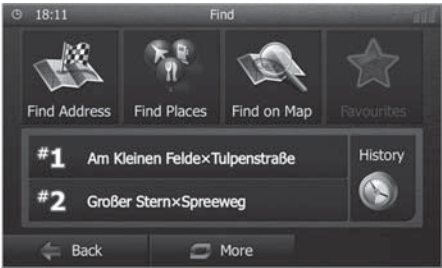 18:11 Find
Find Address Find Places Find on Map Favourites
#1 Am Kleinen Felde×Tulpenstraße History
#2 Großer Stern×Spreeweg
Back More